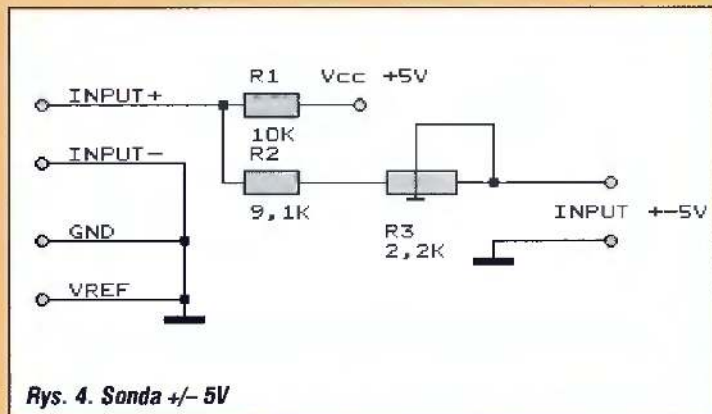 R1 Vcc +5V
INPUT+
10K
INPUT-
R2
9,1K
GND
R3
INPUT +-5V
2,2K
VREF
Rys. 4. Sonda +/- 5V